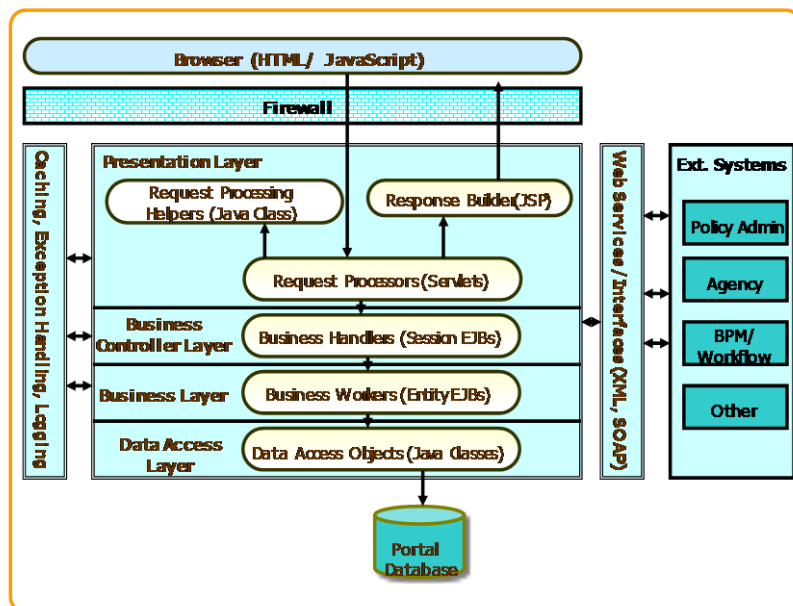 Browser (HTML/ JavaScript)
Firewall
Caching, Exception Handling, Logging
Presentation Layer
Request Processing
Helpers (Java Class)
Response Builder(JSP)
Request Processors (Servlets)
Business
Controller Layer
Business Handlers (Session EJBs)
Business Layer
Business Workers (Entity EJBs)
Data Access
Layer
Data Access Objects (Java Classes)
Portal
Database
Web Services/Interfaces (XML, SOAP)
Ext. Systems
Policy Admin
Agency
BPM/
Workflow
Other